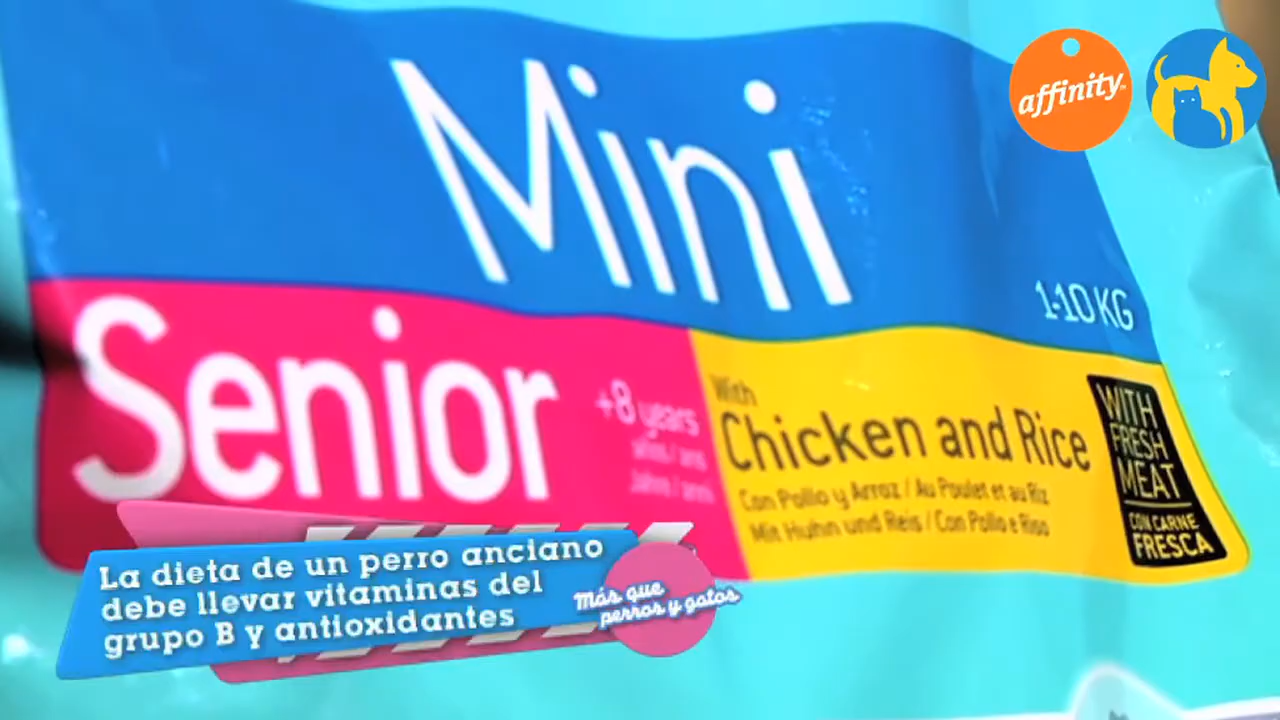 affinity
Mini
1-10 KG
Senior
+8 years
With
Chicken and Rice
Con Pollo y Arroz / Au Poulet et au Riz
Mit Huhn und Reis / Con Pollo e Riso
WITH
FRESH
MEAT
CON CARNE
FRESCA
La dieta de un perro anciano
debe llevar vitaminas del
grupo B y antioxidantes
Más que
perros y gatos